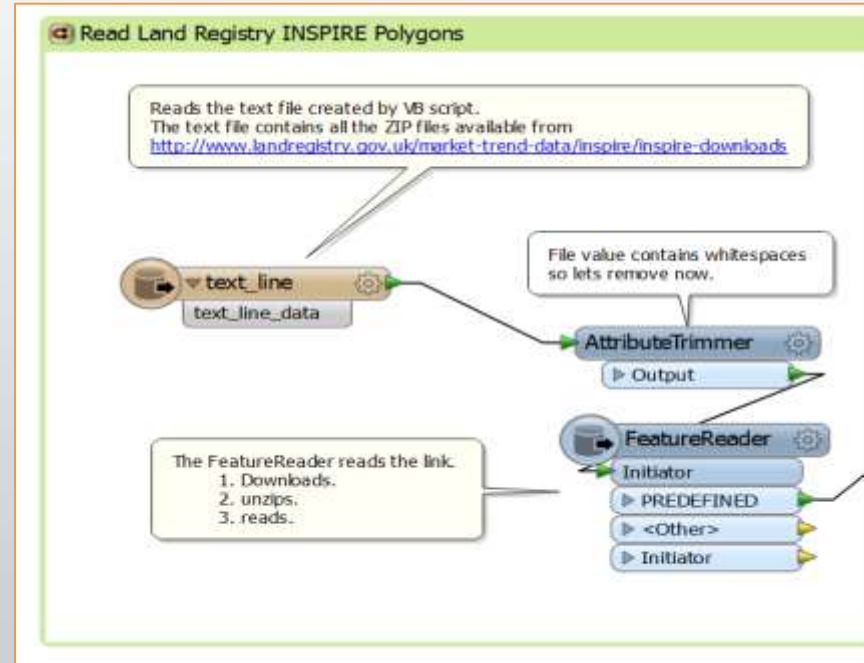 Read Land Registry INSPIRE Polygons
Reads the text file created by VB script.
The text file contains all the ZIP files available from
http://www.landregistry.gov.uk/market-trend-data/inspire/inspire-downloads
text_line
text_line_data
File value contains whitespaces
so lets remove now.
AttributeTrimmer
Output
The FeatureReader reads the link.
1. Downloads.
2. unzips.
3. reads.
FeatureReader
Initiator
PREDEFINED
<Other>
Initiator